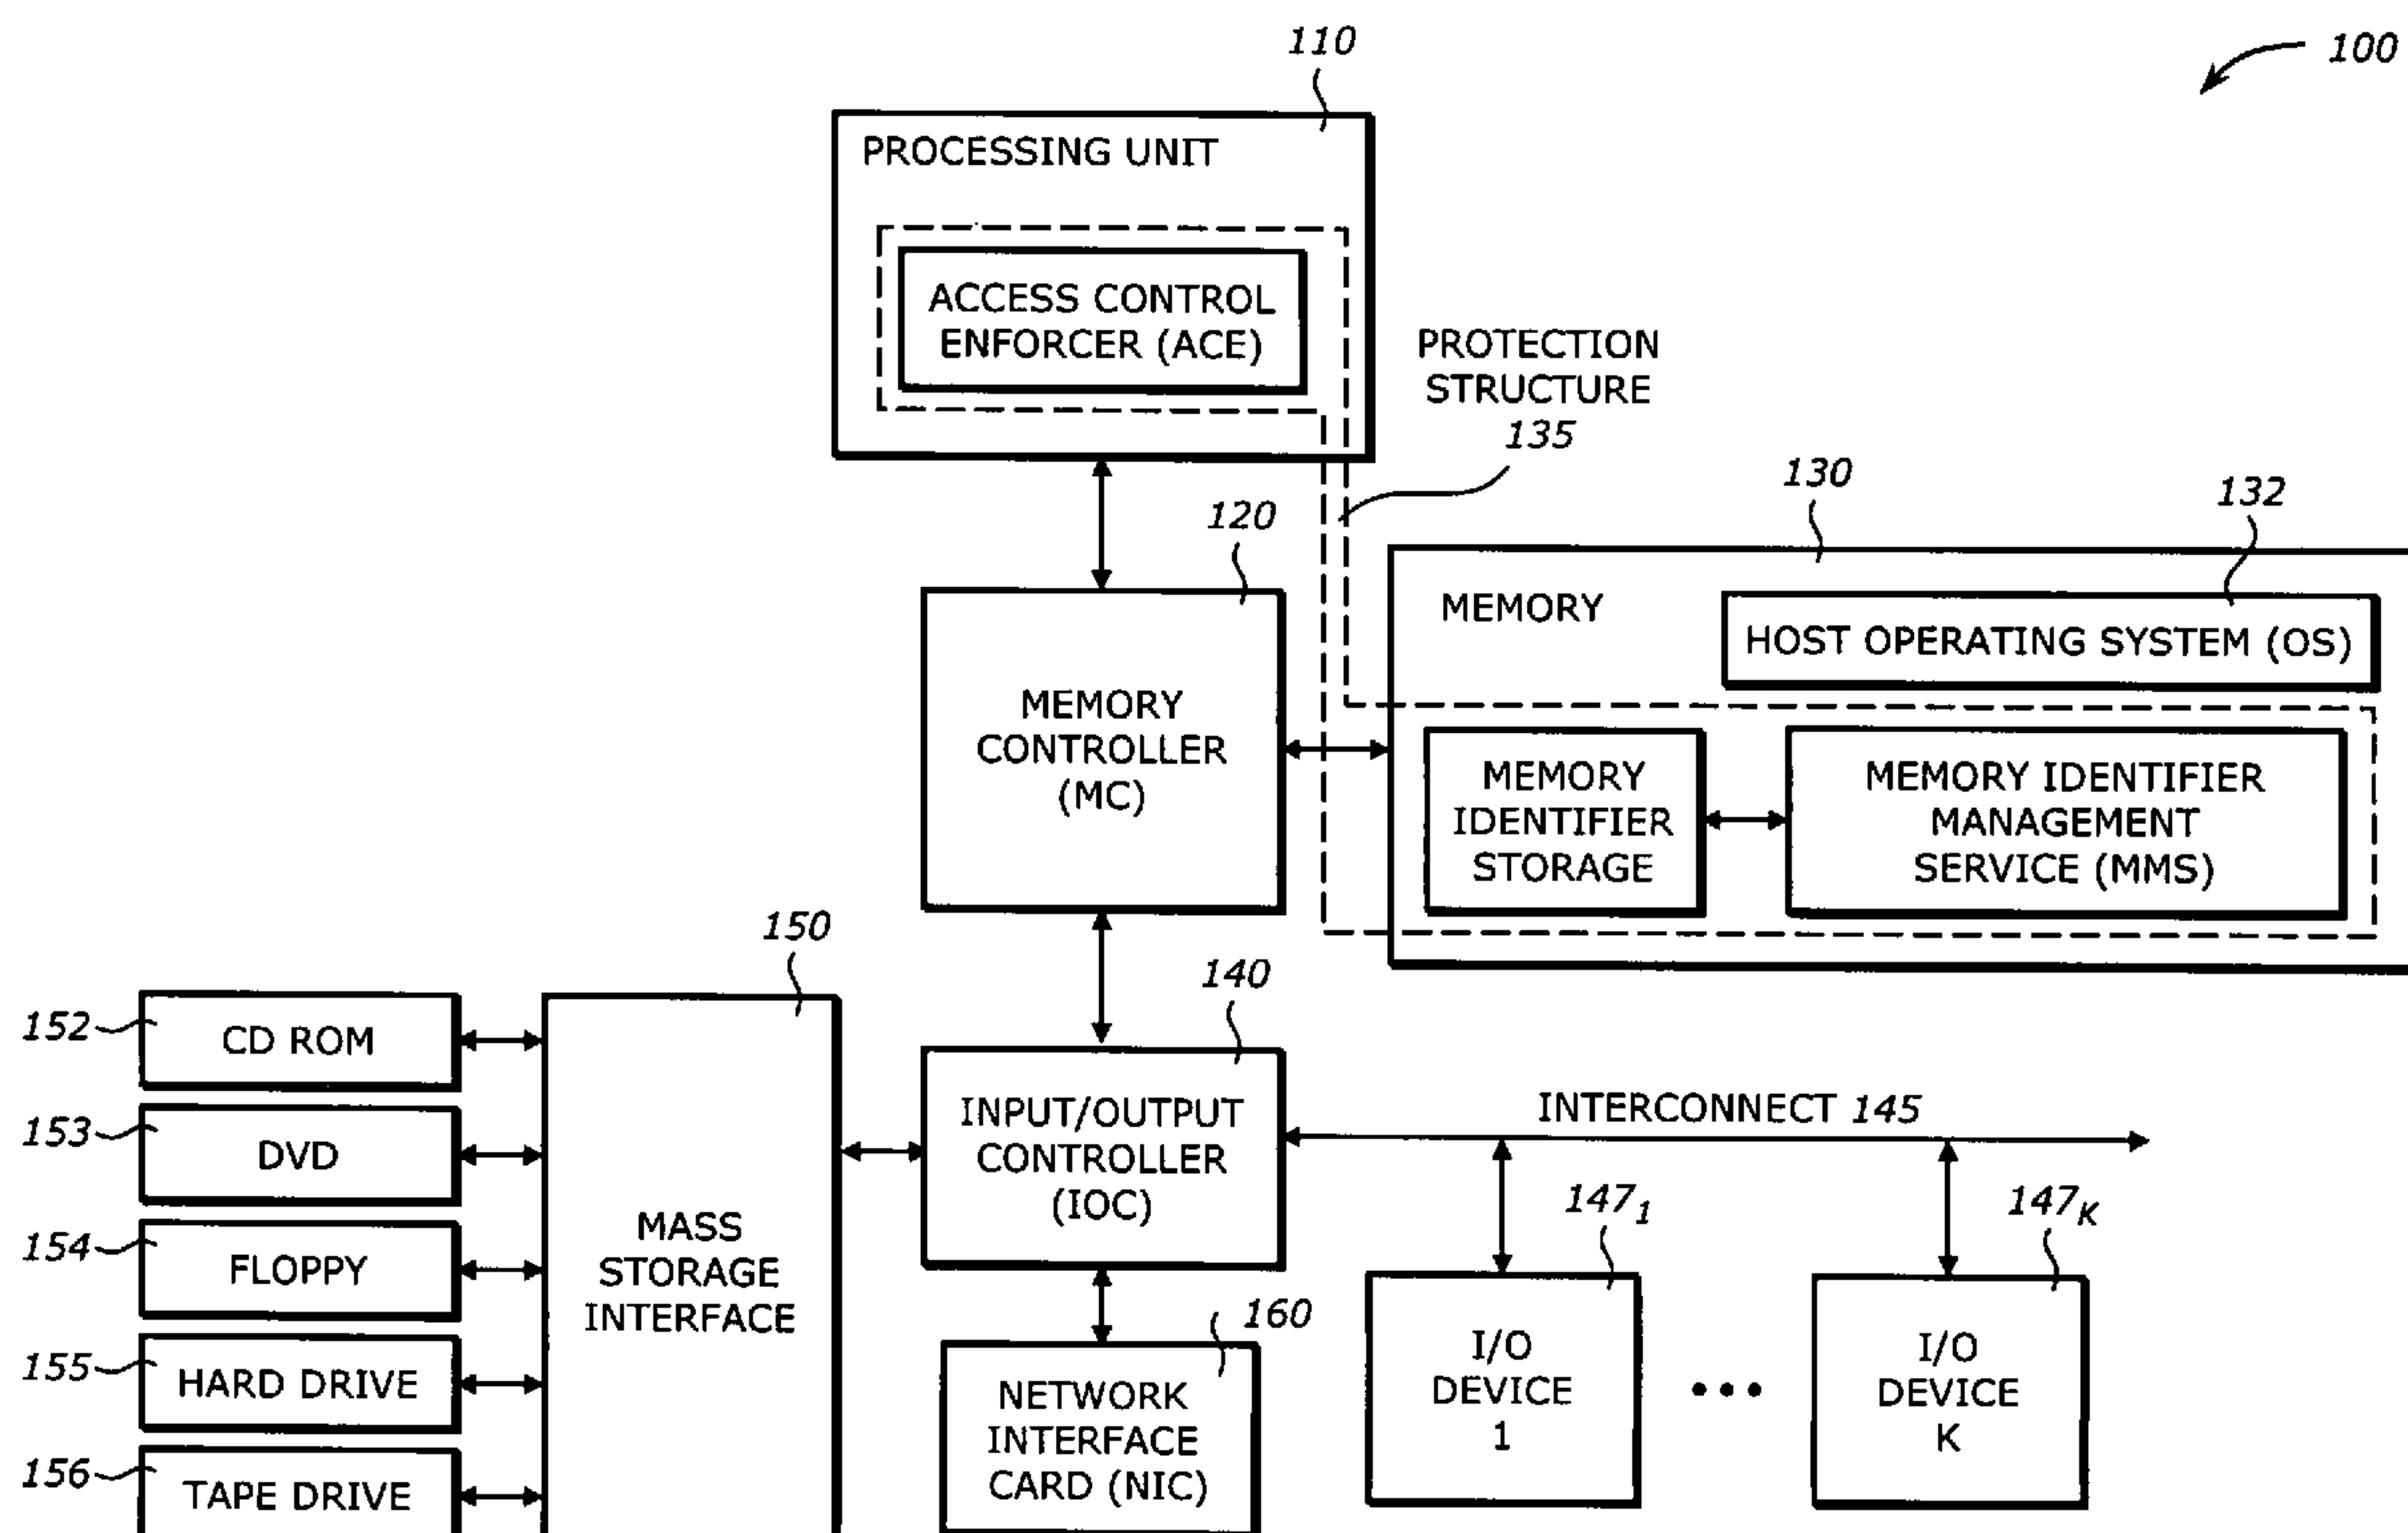 110
100
PROCESSING UNIT
ACCESS CONTROL
ENFORCER (ACE)
PROTECTION
STRUCTURE
135
130
132
120
MEMORY
HOST OPERATING SYSTEM (OS)
MEMORY
CONTROLLER
(MC)
MEMORY
IDENTIFIER
STORAGE
MEMORY IDENTIFIER
MANAGEMENT
SERVICE (MMS)
150
140
152
CD ROM
153
DVD
154
FLOPPY
155
HARD DRIVE
156
TAPE DRIVE
MASS
STORAGE
INTERFACE
INPUT/OUTPUT
CONTROLLER
(IOC)
INTERCONNECT 145
147₁
147K
160
NETWORK
INTERFACE
CARD (NIC)
I/O
DEVICE
1
•••
I/O
DEVICE
K